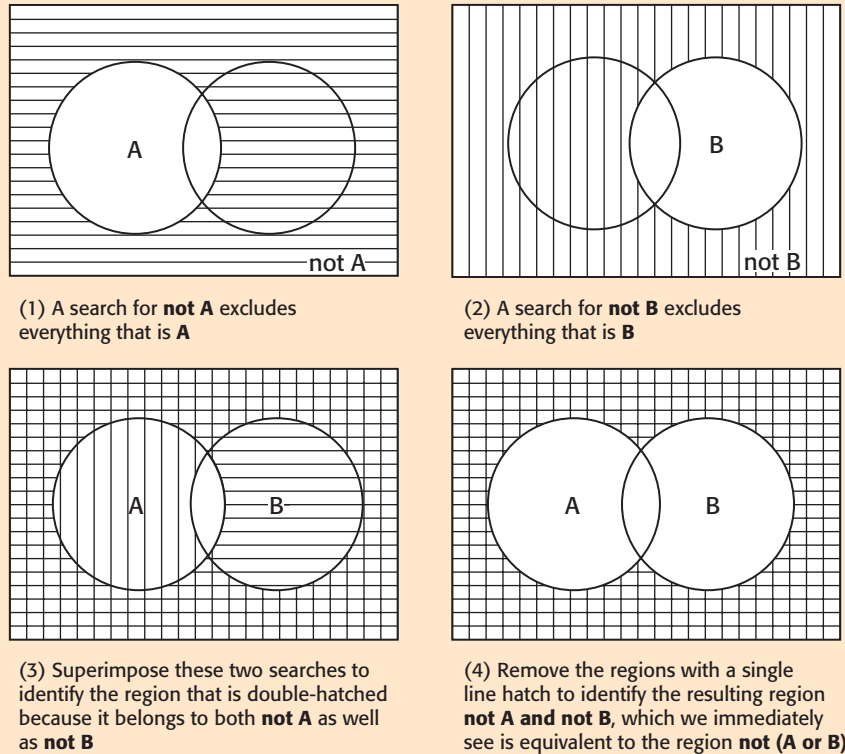 A
not A
(1) A search for not A excludes
everything that is A
B
not B
(2) A search for not B excludes
everything that is B
A
B
(3) Superimpose these two searches to
identify the region that is double-hatched
because it belongs to both not A as well
as not B
A
B
(4) Remove the regions with a single
line hatch to identify the resulting region
not A and not B, which we immediately
see is equivalent to the region not (A or B)